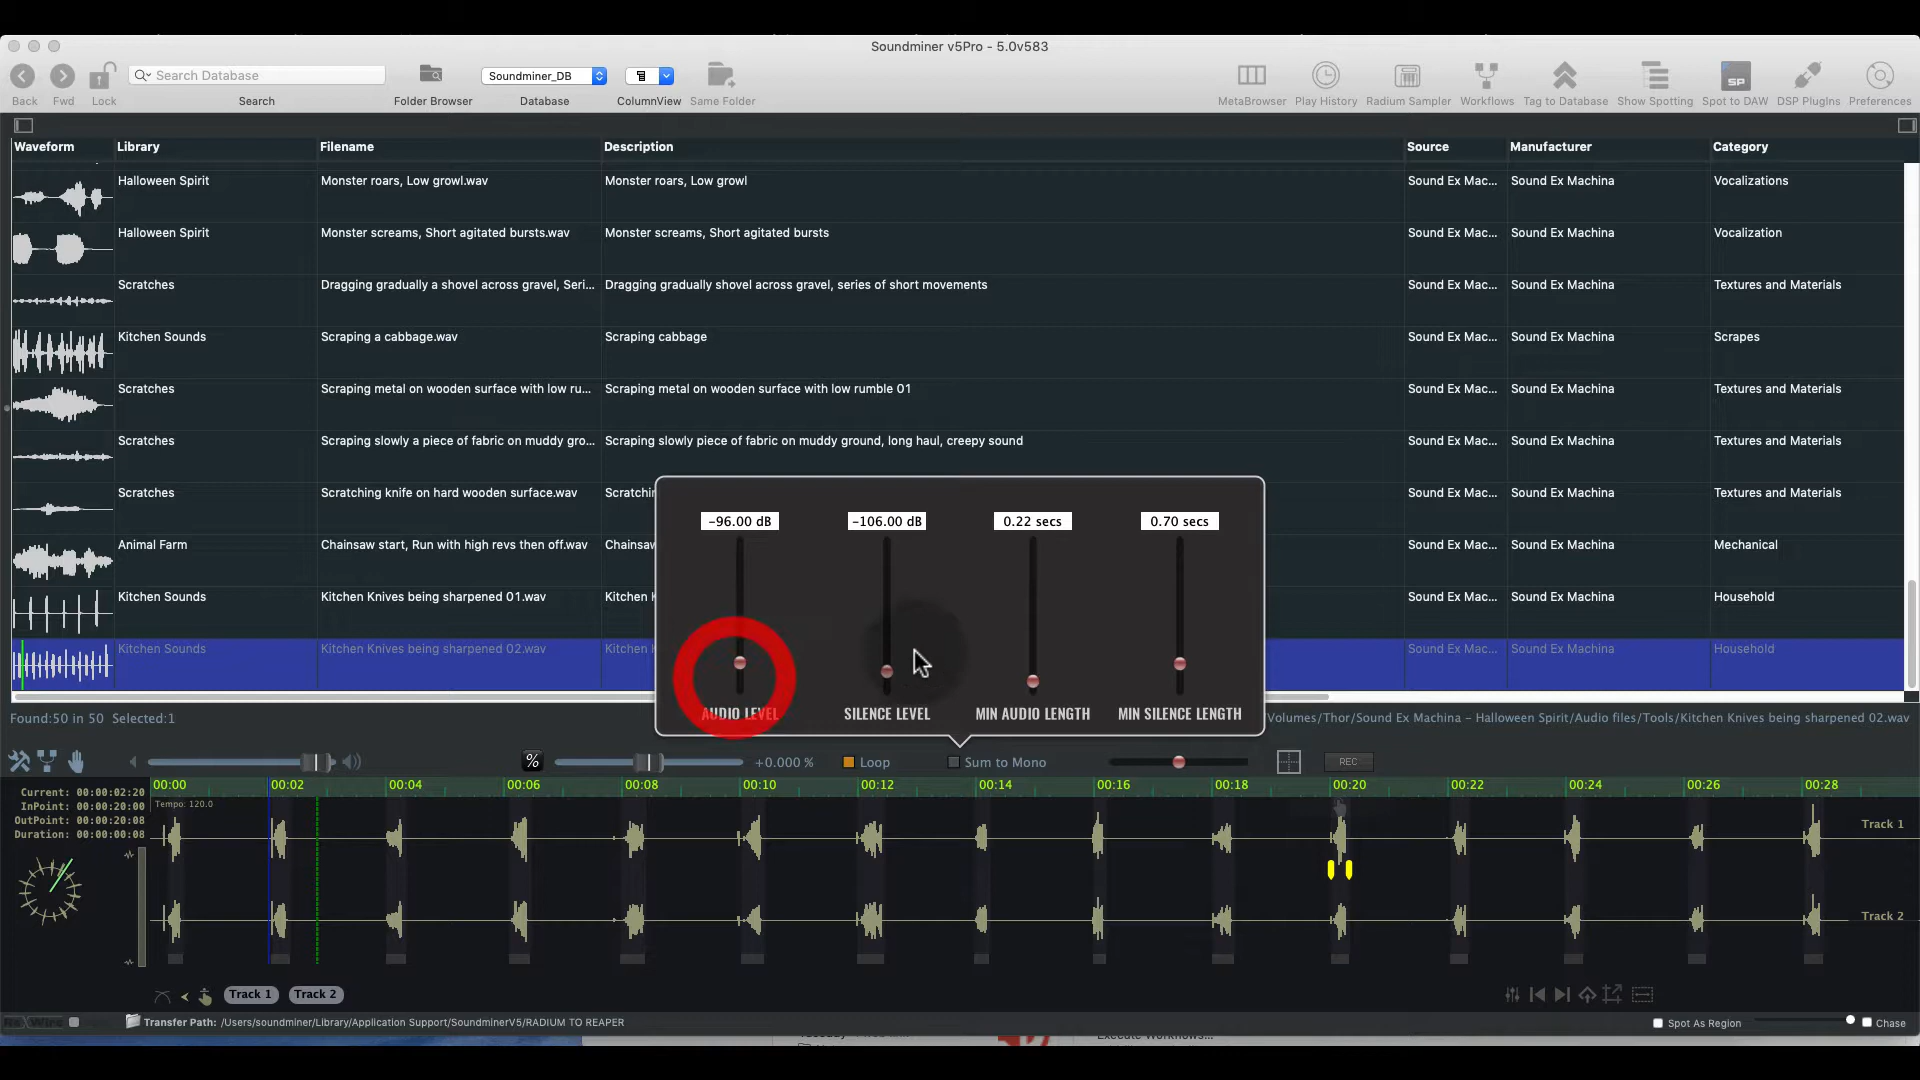 Soundminer v5Pro - 5.0v583
Search Database
Soundminer_DB
Back Fwd Lock Search Folder Browser Database ColumnView Same Folder MetaBrowser Play History Radium Sampler Workflows Tag to Database Show Spotting Spot to DAW DSP PlugIns Preferences
SP
Waveform Library Filename Description Source Manufacturer Category
Halloween Spirit Monster roars, Low growl.wav Monster roars, Low growl Sound Ex Mac... Sound Ex Machina Vocalizations
Halloween Spirit Monster screams, Short agitated bursts.wav Monster screams, Short agitated bursts Sound Ex Mac... Sound Ex Machina Vocalization
Scratches Dragging gradually a shovel across gravel, Seri... Dragging gradually shovel across gravel, series of short movements Sound Ex Mac... Sound Ex Machina Textures and Materials
Kitchen Sounds Scraping a cabbage.wav Scraping cabbage Sound Ex Mac... Sound Ex Machina Scrapes
Scratches Scraping metal on wooden surface with low ru... Scraping metal on wooden surface with low rumble 01 Sound Ex Mac... Sound Ex Machina Textures and Materials
Scratches Scraping slowly a piece of fabric on muddy gro... Scraping slowly piece of fabric on muddy ground, long haul, creepy sound Sound Ex Mac... Sound Ex Machina Textures and Materials
Scratches Scratching knife on hard wooden surface.wav Scratchin Sound Ex Mac... Sound Ex Machina Textures and Materials
Animal Farm Chainsaw start, Run with high revs then off.wav Chainsaw Sound Ex Mac... Sound Ex Machina Mechanical
Kitchen Sounds Kitchen Knives being sharpened 01.wav Kitchen Sound Ex Mac... Sound Ex Machina Household
Kitchen Sounds Kitchen Knives being sharpened 02.wav Kitchen Sound Ex Mac... Sound Ex Machina Household
-96.00 dB -106.00 dB 0.22 secs 0.70 secs
AUDIO LEVEL SILENCE LEVEL MIN AUDIO LENGTH MIN SILENCE LENGTH
Found:50 in 50 Selected:1
Volumes/Thor/Sound Ex Machina - Halloween Spirit/Audio files/Tools/Kitchen Knives being sharpened 02.wav
% +0.000 % Loop Sum to Mono REC
00:00 00:02 00:04 00:06 00:08 00:10 00:12 00:14 00:16 00:18 00:20 00:22 00:24 00:26 00:28
Current: 00:00:02:20
InPoint: 00:00:20:00
OutPoint: 00:00:20:08
Duration: 00:00:00:08
Tempo: 120.0
Track 1
Track 2
Track 1 Track 2
Transfer Path: /Users/soundminer/Library/Application Support/SoundminerV5/RADIUM TO REAPER
Spot As Region Chase
Execute Workflows...